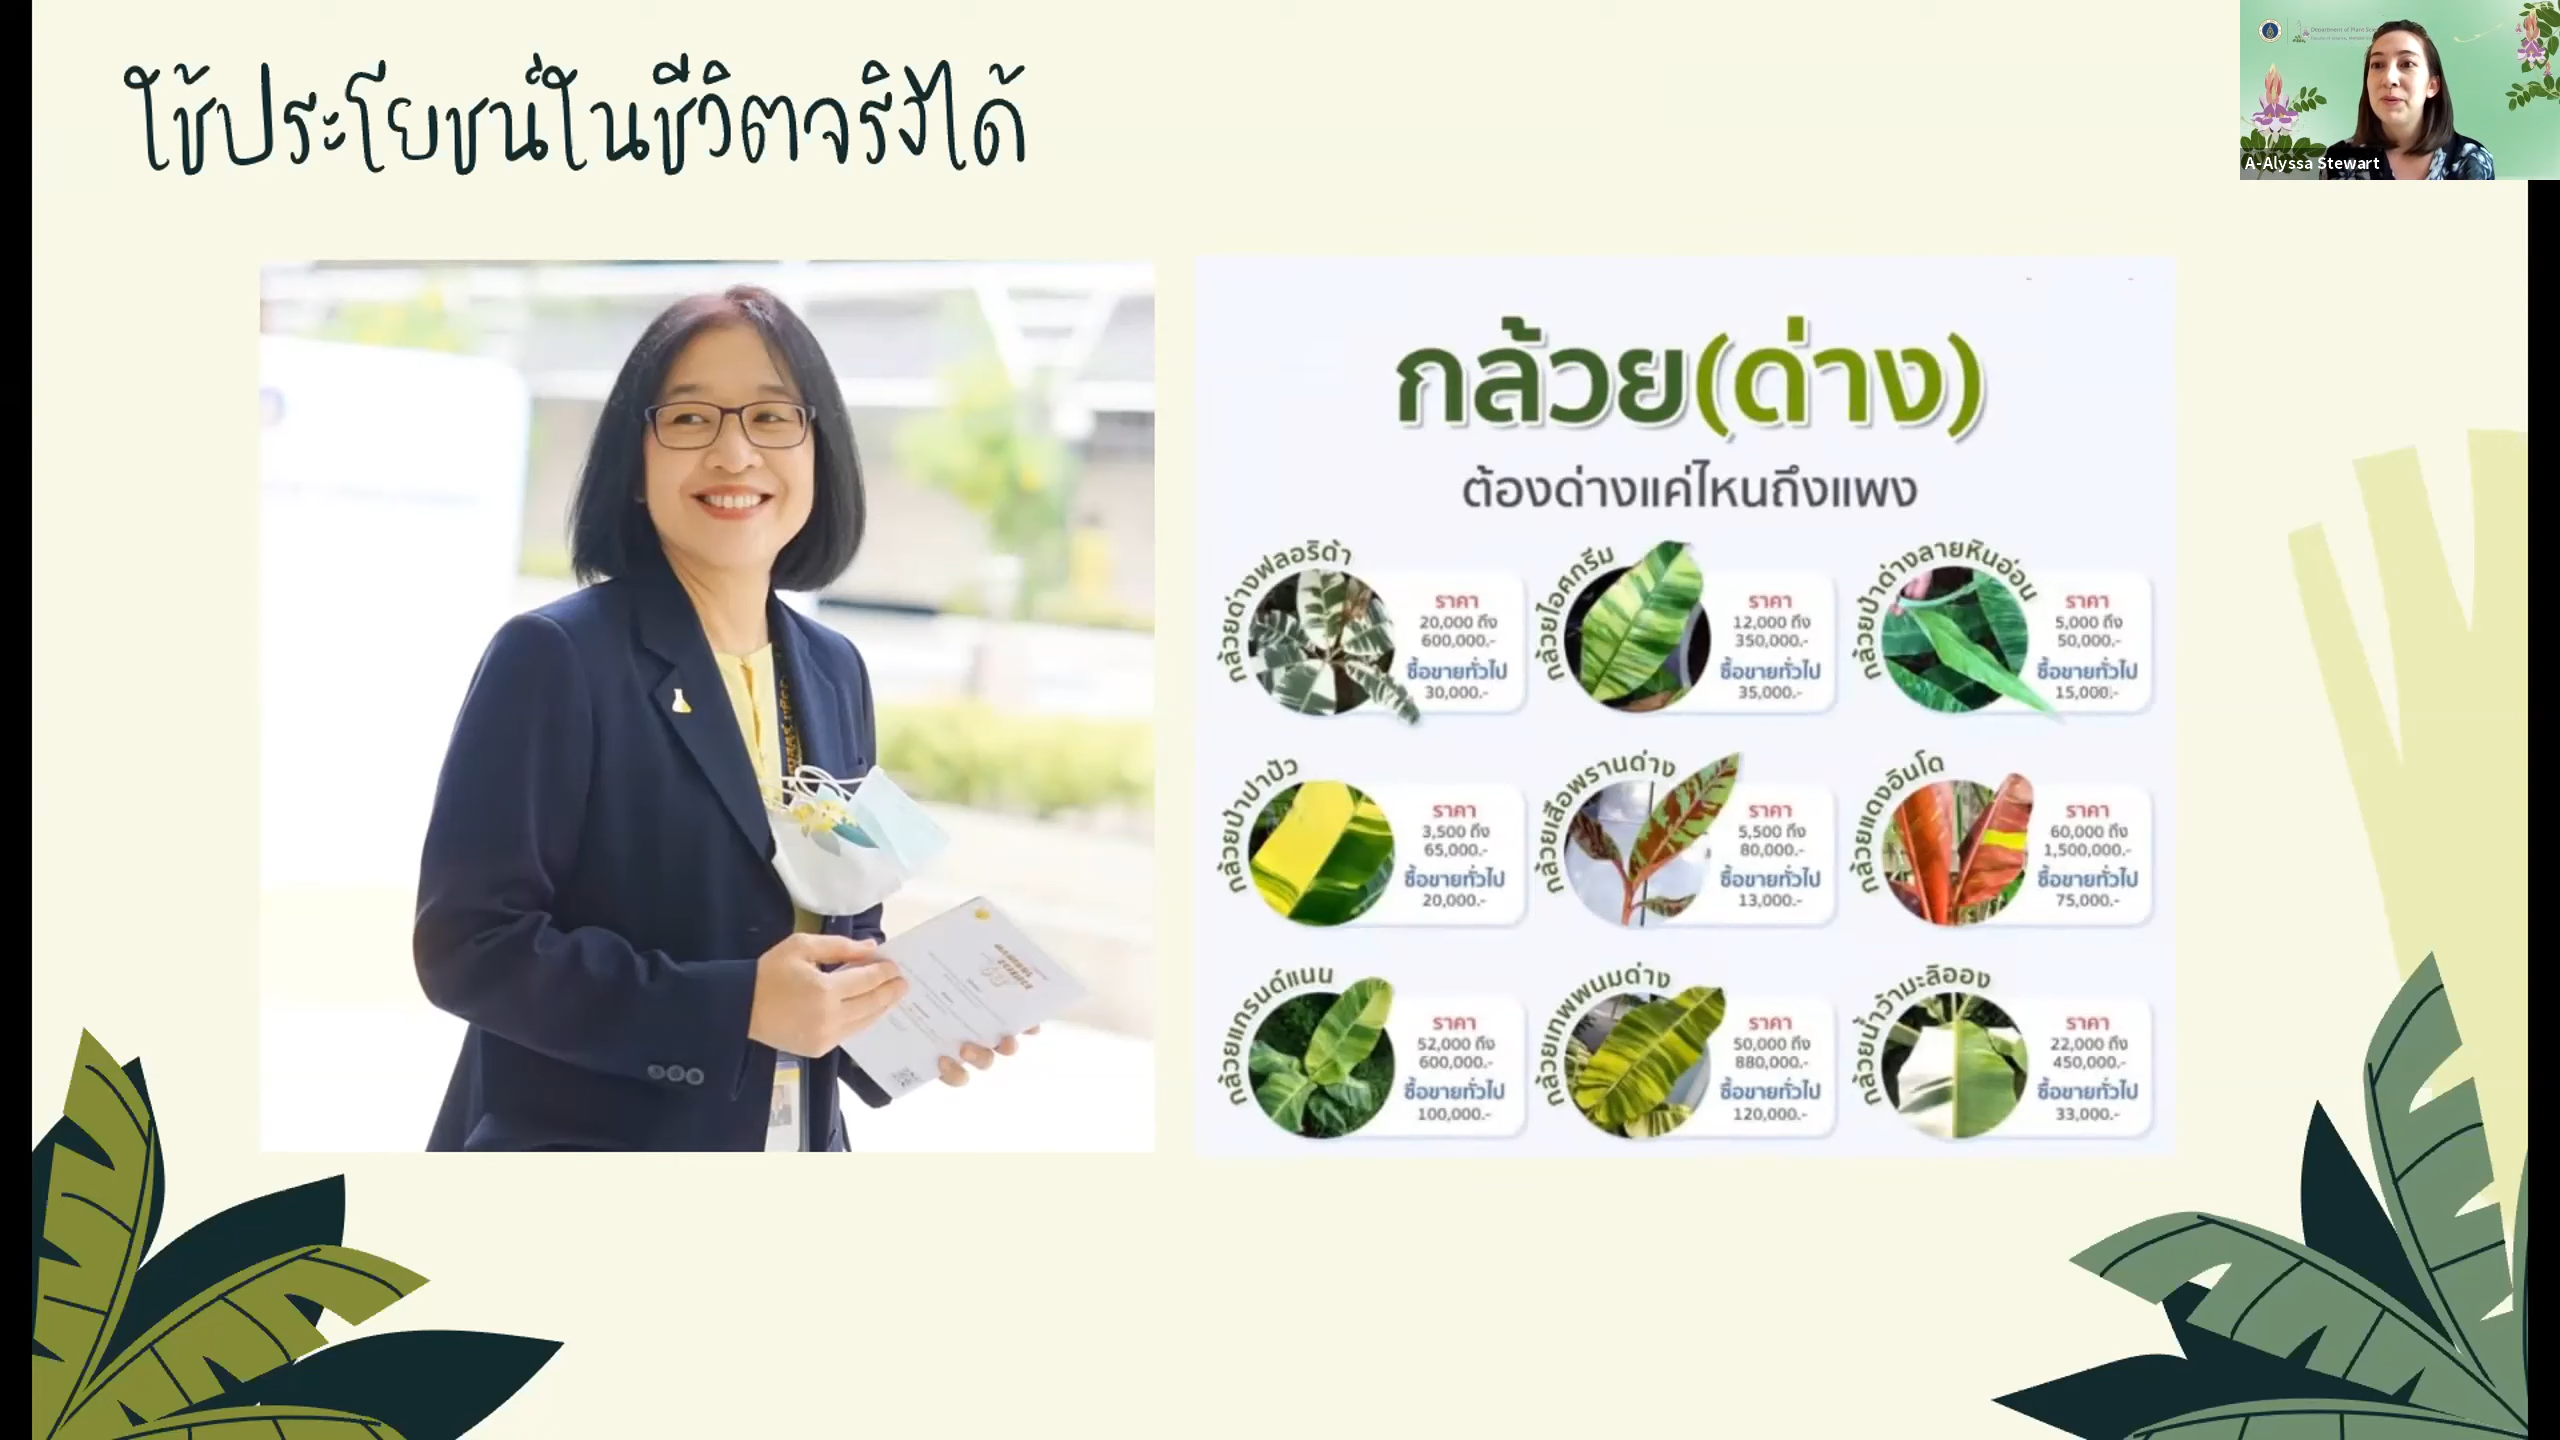 ใช้ประโยชน์ในชีวิตจริงได้
Department of Plant Science
A-Alyssa Stewart
กล้วย(ด่าง)
ต้องด่างแค่ไหนถึงแพง
กล้วยด่างฟลอริด้า
ราคา
20,000 ถึง
600,000.-
ซื้อขายทั่วไป
30,000.-
กล้วยไอศกรีม
ราคา
12,000 ถึง
350,000.-
ซื้อขายทั่วไป
35,000.-
กล้วยป่าด่างลายหินอ่อน
ราคา
5,000 ถึง
50,000.-
ซื้อขายทั่วไป
15,000.-
กล้วยป่าปาปัว
ราคา
3,500 ถึง
65,000.-
ซื้อขายทั่วไป
20,000.-
กล้วยเสือพรานด่าง
ราคา
5,500 ถึง
80,000.-
ซื้อขายทั่วไป
13,000.-
กล้วยแดงอินโด
ราคา
60,000 ถึง
1,500,000.-
ซื้อขายทั่วไป
75,000.-
กล้วยแกรนด์แนน
ราคา
52,000 ถึง
600,000.-
ซื้อขายทั่วไป
100,000.-
กล้วยเทพพนมด่าง
ราคา
50,000 ถึง
880,000.-
ซื้อขายทั่วไป
120,000.-
กล้วยน้ำว้ามะลิออง
ราคา
22,000 ถึง
450,000.-
ซื้อขายทั่วไป
33,000.-